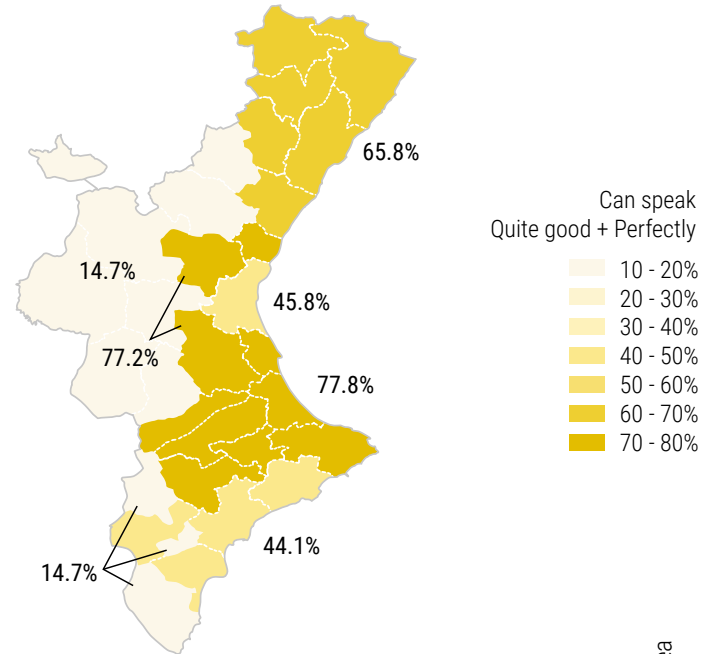 65.8%
Can speak
Quite good + Perfectly
10 - 20%
20 - 30%
30 - 40%
40 - 50%
50 - 60%
60 - 70%
70 - 80%
14.7%
45.8%
77.2%
77.8%
44.1%
14.7%